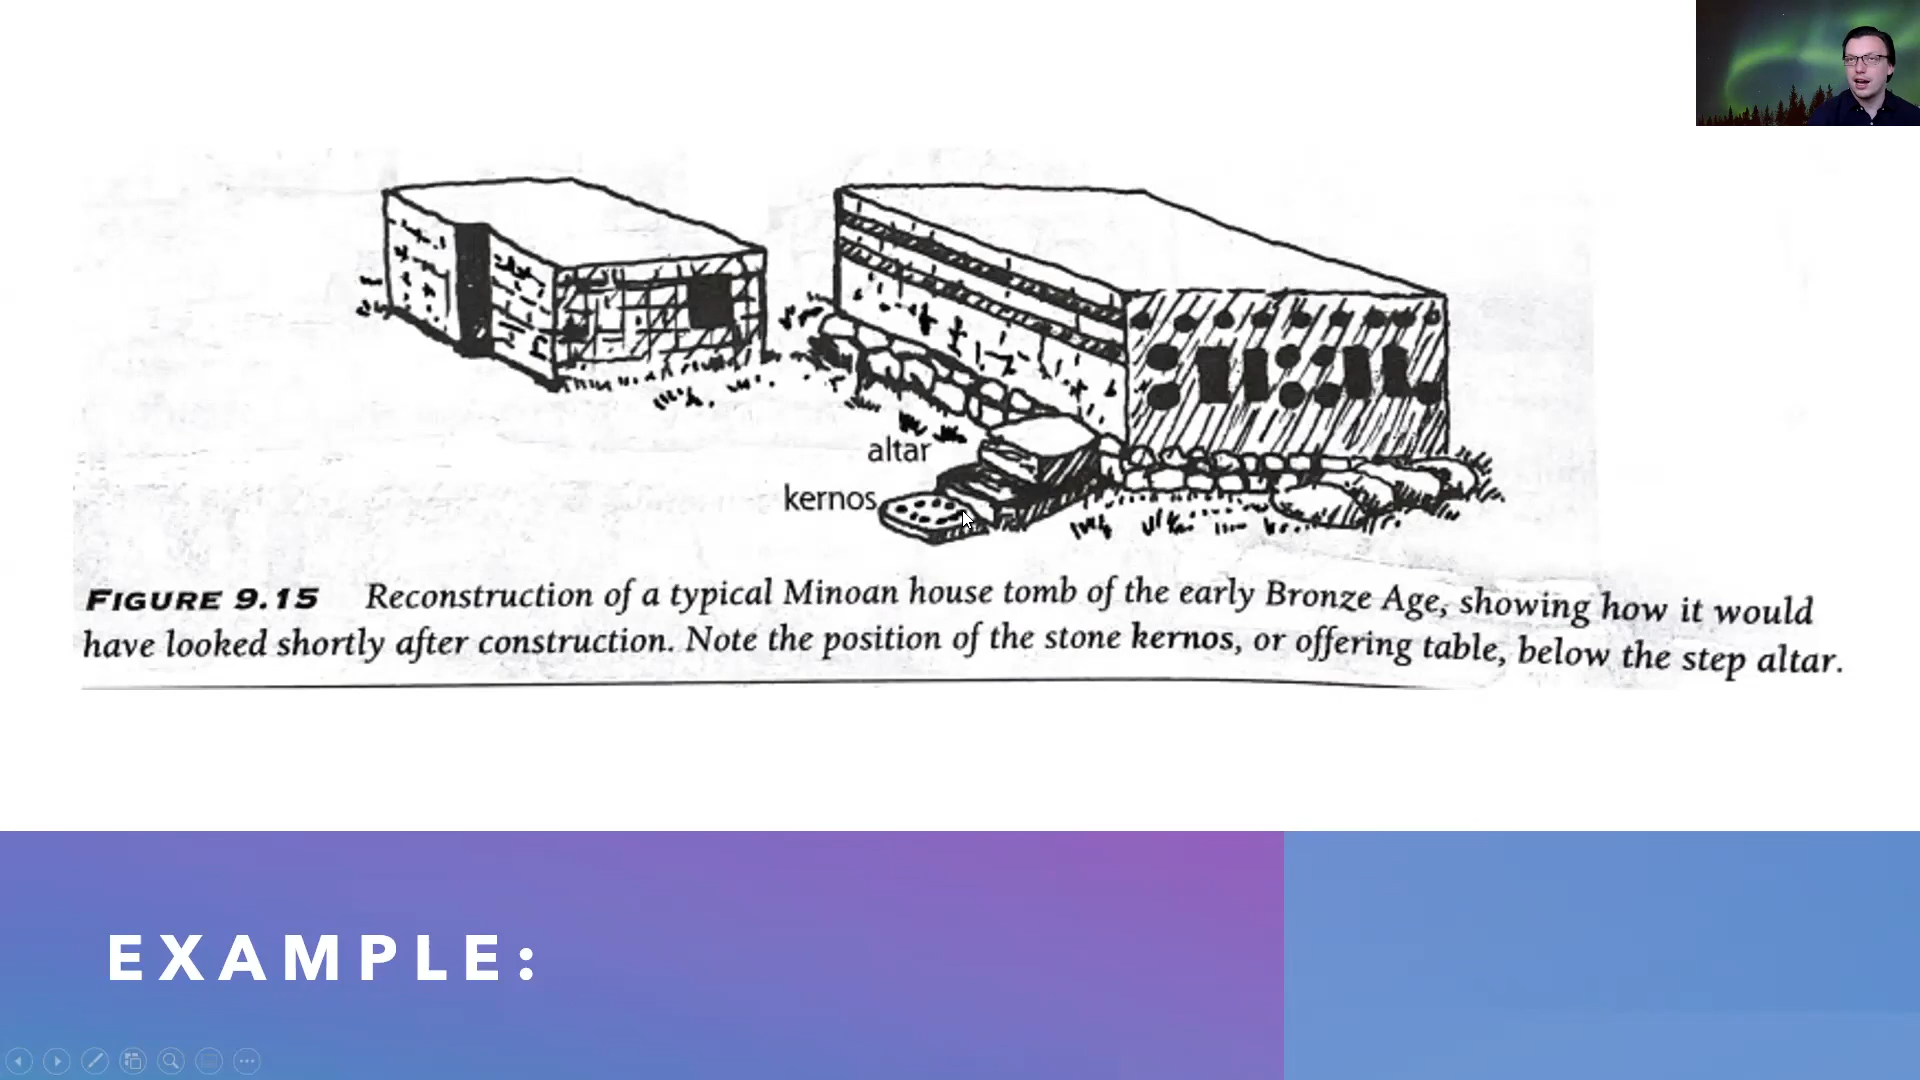 altar
kernos
FIGURE 9.15 Reconstruction of a typical Minoan house tomb of the early Bronze Age, showing how it would
have looked shortly after construction. Note the position of the stone kernos, or offering table, below the step altar.
EXAMPLE: